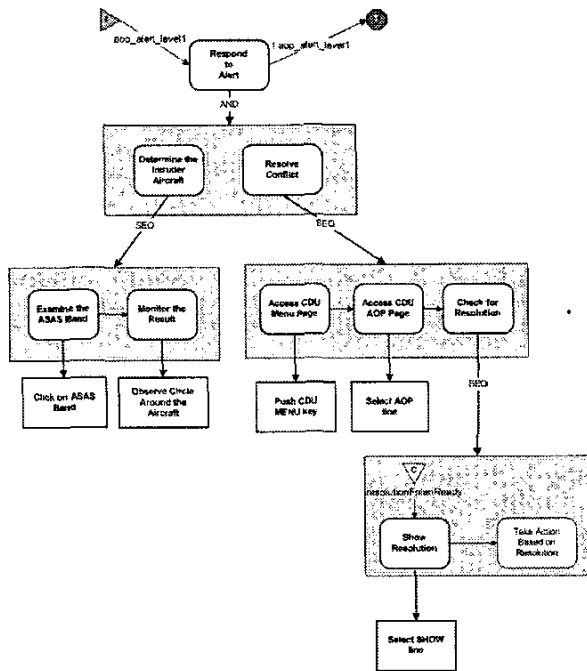 aop_alert_level1
! aop_alert_level1
Respond
to
Alert
AND
Determine the
Intruder
Aircraft
Resolve
Conflict
SEQ
SEQ
Examine the
ASAS Band
Monitor the
Result
Access CDU
Menu Page
Access CDU
AOP Page
Check for
Resolution
Click on ASAS
Band
Observe Circle
Around the
Aircraft
Push CDU
MENU key
Select AOP
line
SEQ
C
Show
Resolution
Take Action
Based on
Resolution
Select SHOW
line